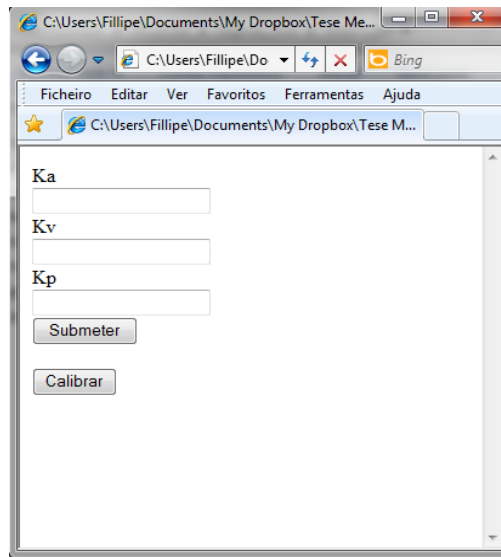 C:\Users\Fillipe\Documents\My Dropbox\Tese Me...
C:\Users\Fillipe\Do
Bing
Ficheiro Editar Ver Favoritos Ferramentas Ajuda
C:\Users\Fillipe\Documents\My Dropbox\Tese M...
Ka
Kv
Kp
Submeter
Calibrar